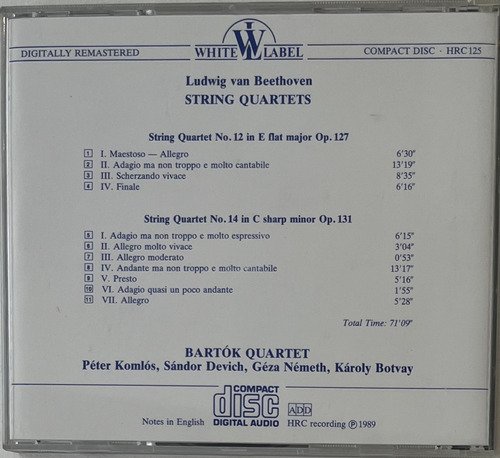 DIGITALLY REMASTERED
WL
WHITE LABEL
COMPACT DISC · HRC 125
Ludwig van Beethoven
STRING QUARTETS
String Quartet No. 12 in E flat major Op. 127
1 I. Maestoso — Allegro 6'30"
2 II. Adagio ma non troppo e molto cantabile 13'19"
3 III. Scherzando vivace 8'35"
4 IV. Finale 6'16"
String Quartet No. 14 in C sharp minor Op. 131
5 I. Adagio ma non troppo e molto espressivo 6'15"
6 II. Allegro molto vivace 3'04"
7 III. Allegro moderato 0'53"
8 IV. Andante ma non troppo e molto cantabile 13'17"
9 V. Presto 5'16"
10 VI. Adagio quasi un poco andante 1'55"
11 VII. Allegro 5'28"
Total Time: 71'09"
BARTÓK QUARTET
Péter Komlós, Sándor Devich, Géza Németh, Károly Botvay
COMPACT
disc
DIGITAL AUDIO
ADD
Notes in English
HRC recording ℗ 1989